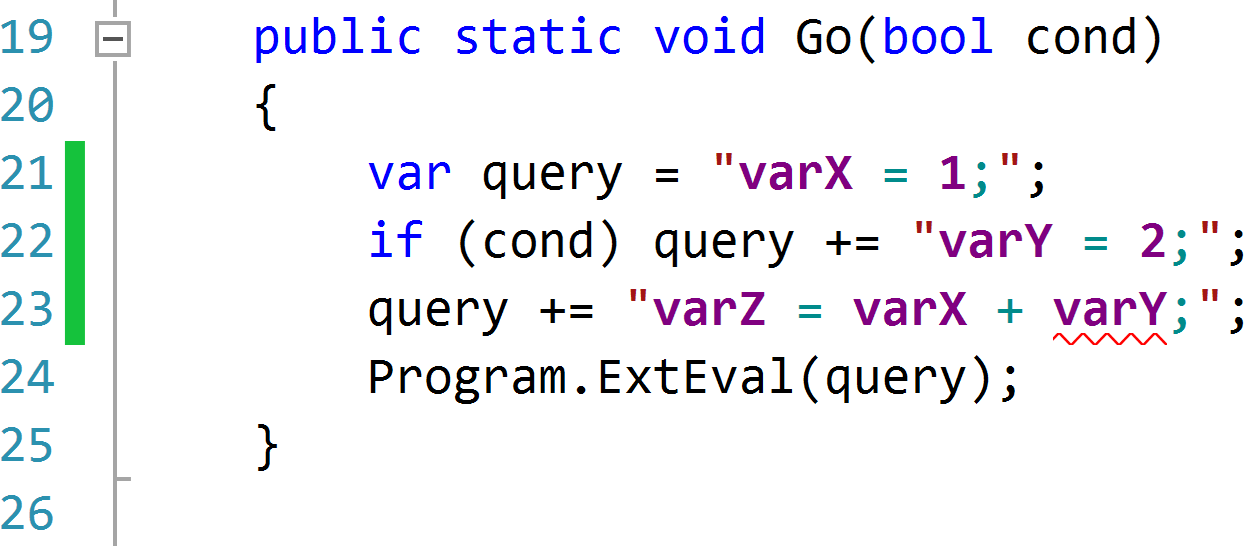 19 public static void Go(bool cond)
20 {
21 var query = "varX = 1;";
22 if (cond) query += "varY = 2;";
23 query += "varZ = varX + varY;";
24 Program.ExtEval(query);
25 }
26